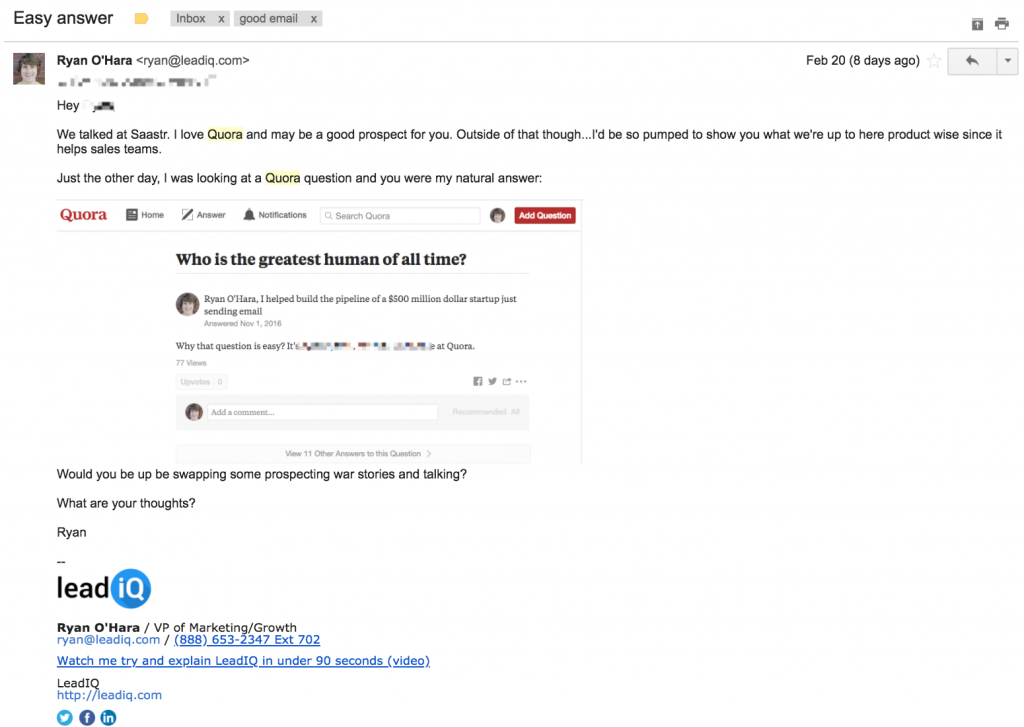 Easy answer
Inbox x
good email x
Ryan O'Hara <ryan@leadiq.com>
Feb 20 (8 days ago)
Hey
We talked at Saastr. I love Quora and may be a good prospect for you. Outside of that though...I'd be so pumped to show you what we're up to here product wise since it
helps sales teams.
Just the other day, I was looking at a Quora question and you were my natural answer:
Quora
Home
Answer
Notifications
Search Quora
Add Question
Who is the greatest human of all time?
Ryan O'Hara, I helped build the pipeline of a $500 million dollar startup just
sending email
Answered Nov 1, 2016
Why that question is easy? It's at Quora.
77 Views
Upvotes 0
Add a comment...
Recommended All
View 11 Other Answers to this Question >
Would you be up be swapping some prospecting war stories and talking?
What are your thoughts?
Ryan
--
leadiQ
Ryan O'Hara / VP of Marketing/Growth
ryan@leadiq.com / (888) 653-2347 Ext 702
Watch me try and explain LeadIQ in under 90 seconds (video)
LeadIQ
http://leadiq.com